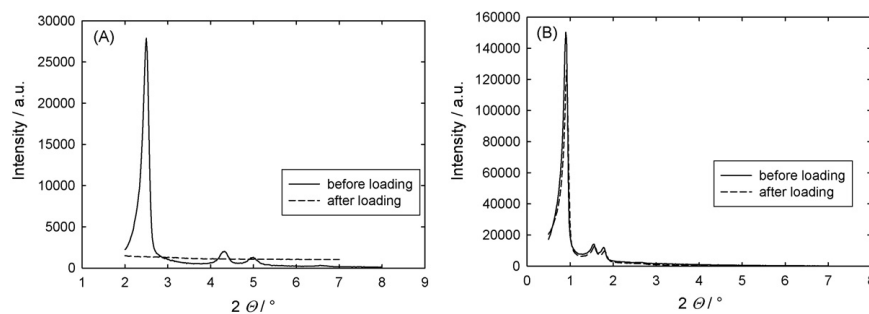 (A)
30000
25000
20000
15000
10000
5000
0
Intensity / a.u.
before loading
after loading
1 2 3 4 5 6 7 8 9
2 Θ / °
(B)
160000
140000
120000
100000
80000
60000
40000
20000
0
Intensity / a.u.
before loading
after loading
0 1 2 3 4 5 6 7 8
2 Θ / °